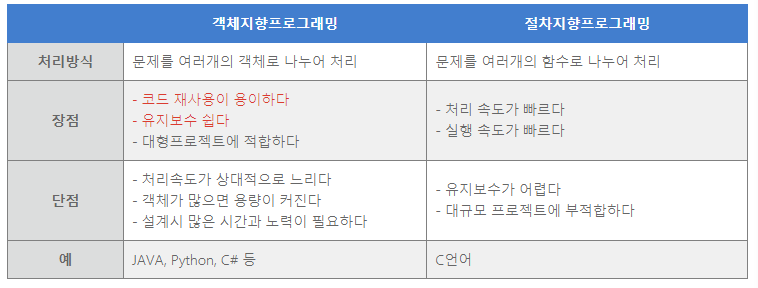 객체지향프로그래밍 절차지향프로그래밍
처리방식 문제를 여러개의 객체로 나누어 처리 문제를 여러개의 함수로 나누어 처리
장점
- 코드 재사용이 용이하다
- 유지보수 쉽다
- 대형프로젝트에 적합하다
- 처리 속도가 빠르다
- 실행 속도가 빠르다
단점
- 처리속도가 상대적으로 느리다
- 객체가 많으면 용량이 커진다
- 설계시 많은 시간과 노력이 필요하다
- 유지보수가 어렵다
- 대규모 프로젝트에 부적합하다
예 JAVA, Python, C# 등 C언어